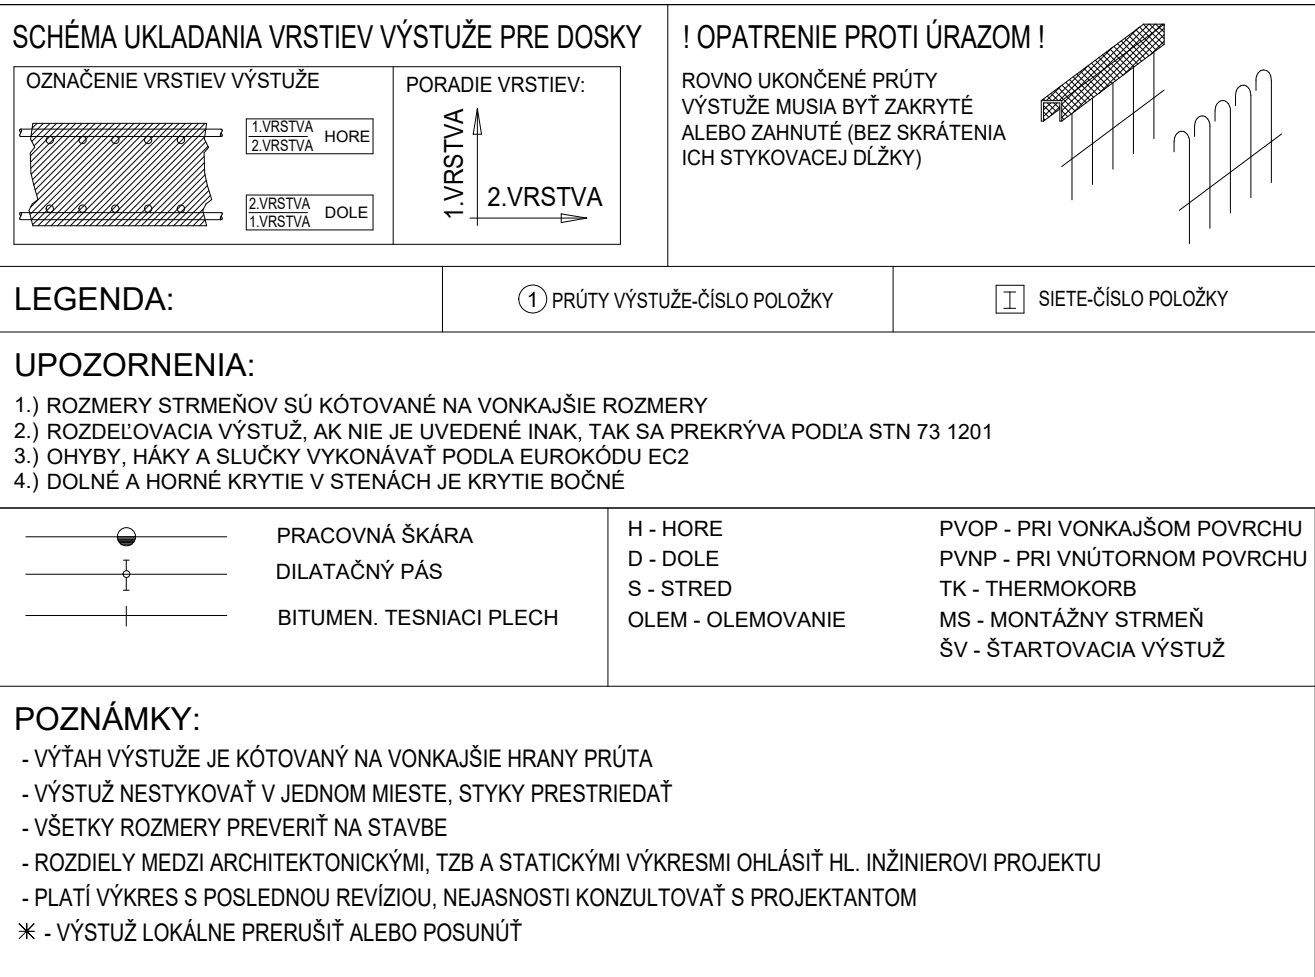 SCHÉMA UKLADANIA VRSTIEV VÝSTUŽE PRE DOSKY
OZNAČENIE VRSTIEV VÝSTUŽE
1.VRSTVA
2.VRSTVA
HORE
2.VRSTVA
1.VRSTVA
DOLE
PORADIE VRSTIEV:
1.VRSTVA
2.VRSTVA
! OPATRENIE PROTI ÚRAZOM !
ROVNO UKONČENÉ PRÚTY
VÝSTUŽE MUSIA BYŤ ZAKRYTÉ
ALEBO ZAHNUTÉ (BEZ SKRÁTENIA
ICH STYKOVACEJ DĹŽKY)
LEGENDA:
1 PRÚTY VÝSTUŽE-ČÍSLO POLOŽKY
I SIETE-ČÍSLO POLOŽKY
UPOZORNENIA:
1.) ROZMERY STRMEŇOV SÚ KÓTOVANÉ NA VONKAJŠIE ROZMERY
2.) ROZDEĽOVACIA VÝSTUŽ, AK NIE JE UVEDENÉ INAK, TAK SA PREKRÝVA PODĽA STN 73 1201
3.) OHYBY, HÁKY A SLUČKY VYKONÁVAŤ PODLA EUROKÓDU EC2
4.) DOLNÉ A HORNÉ KRYTIE V STENÁCH JE KRYTIE BOČNÉ
PRACOVNÁ ŠKÁRA
DILATAČNÝ PÁS
BITUMEN. TESNIACI PLECH
H - HORE
D - DOLE
S - STRED
OLEM - OLEMOVANIE
PVOP - PRI VONKAJŠOM POVRCHU
PVNP - PRI VNÚTORNOM POVRCHU
TK - THERMOKORB
MS - MONTÁŽNY STRMEŇ
ŠV - ŠTARTOVACIA VÝSTUŽ
POZNÁMKY:
- VÝŤAH VÝSTUŽE JE KÓTOVANÝ NA VONKAJŠIE HRANY PRÚTA
- VÝSTUŽ NESTYKOVAŤ V JEDNOM MIESTE, STYKY PRESTRIEDAŤ
- VŠETKY ROZMERY PREVERIŤ NA STAVBE
- ROZDIELY MEDZI ARCHITEKTONICKÝMI, TZB A STATICKÝMI VÝKRESMI OHLÁSIŤ HL. INŽINIEROVI PROJEKTU
- PLATÍ VÝKRES S POSLEDNOU REVÍZIOU, NEJASNOSTI KONZULTOVAŤ S PROJEKTANTOM
* - VÝSTUŽ LOKÁLNE PRERUŠIŤ ALEBO POSUNÚŤ